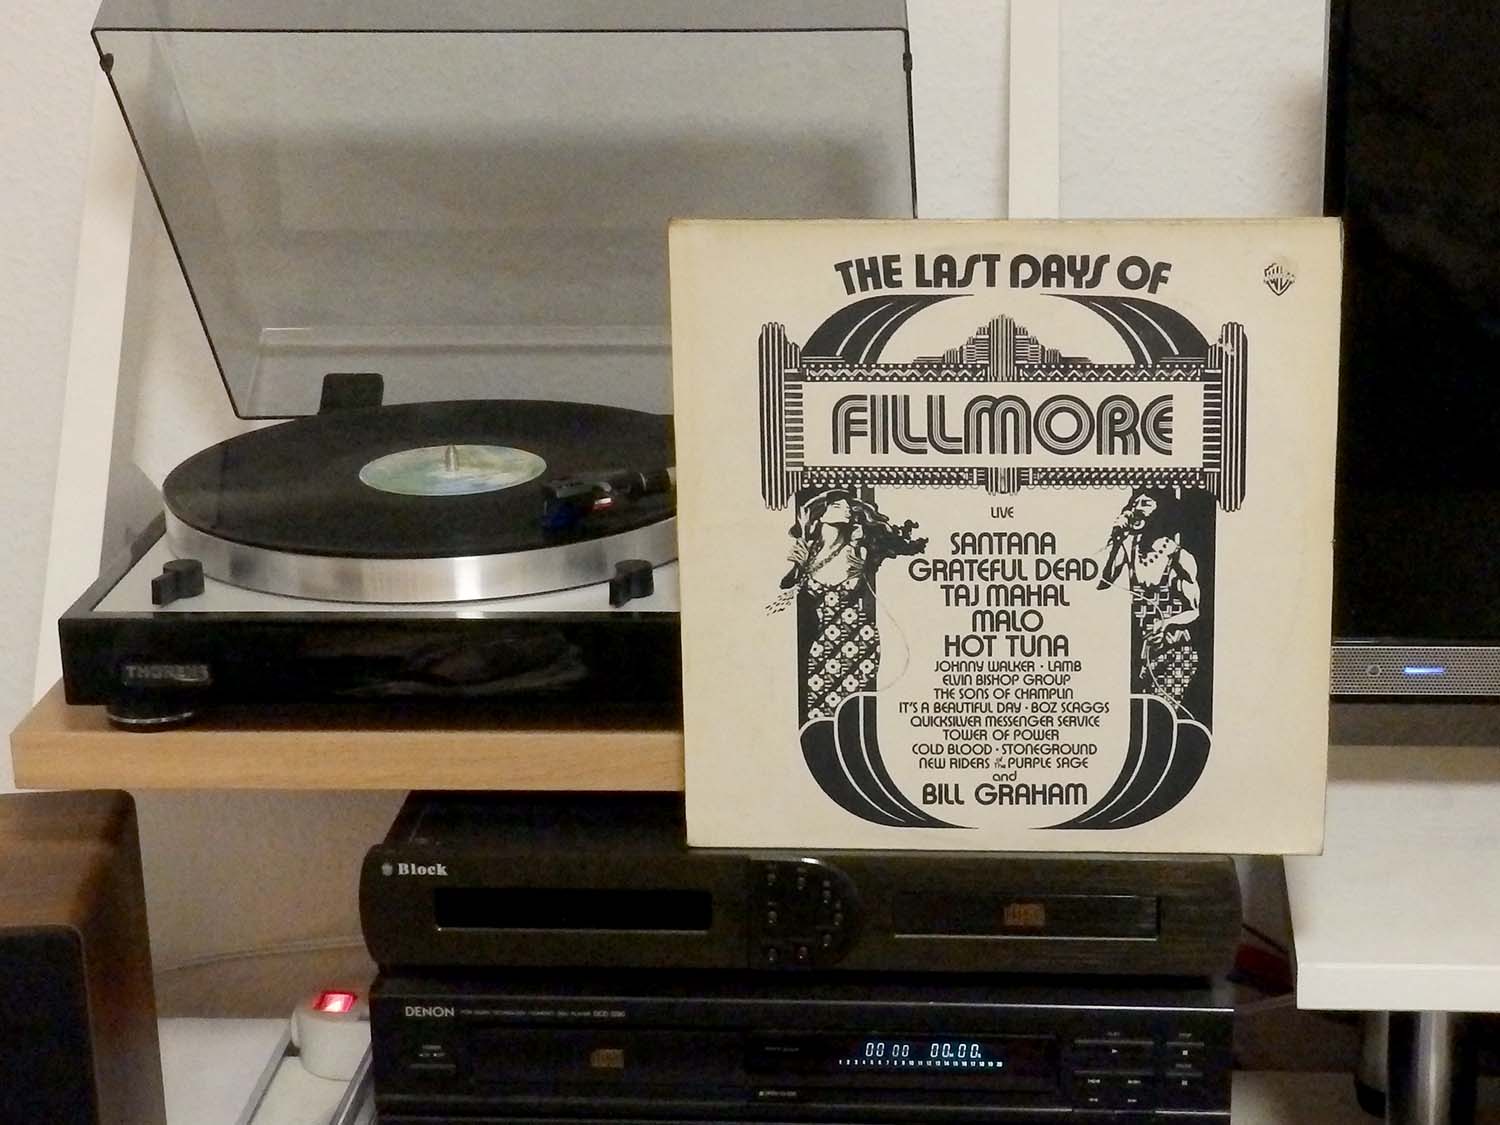 THE LAST DAYS OF
FILLMORE
LIVE
SANTANA
GRATEFUL DEAD
TAJ MAHAL
MALO
HOT TUNA
JOHNNY WALKER · LAMB
ELVIN BISHOP GROUP
THE SONS OF CHAMPLIN
IT'S A BEAUTIFUL DAY · BOZ SCAGGS
QUICKSILVER MESSENGER SERVICE
TOWER OF POWER
COLD BLOOD · STONEGROUND
NEW RIDERS of the PURPLE SAGE
and
BILL GRAHAM
THORENS
Block
DENON
00 00 00.00.